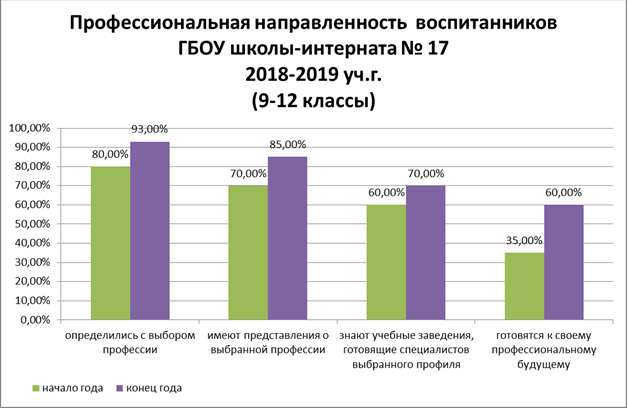 Профессиональная направленность воспитанников
ГБОУ школы-интерната № 17
2018-2019 уч.г.
(9-12 классы)
100,00%
90,00%
80,00%
70,00%
60,00%
50,00%
40,00%
30,00%
20,00%
10,00%
0,00%
80,00%
93,00%
70,00%
85,00%
60,00%
70,00%
35,00%
60,00%
определились с выбором
профессии
имеют представления о
выбранной профессии
знают учебные заведения,
готовящие специалистов
выбранного профиля
готовятся к своему
профессиональному
будущему
начало года
конец года